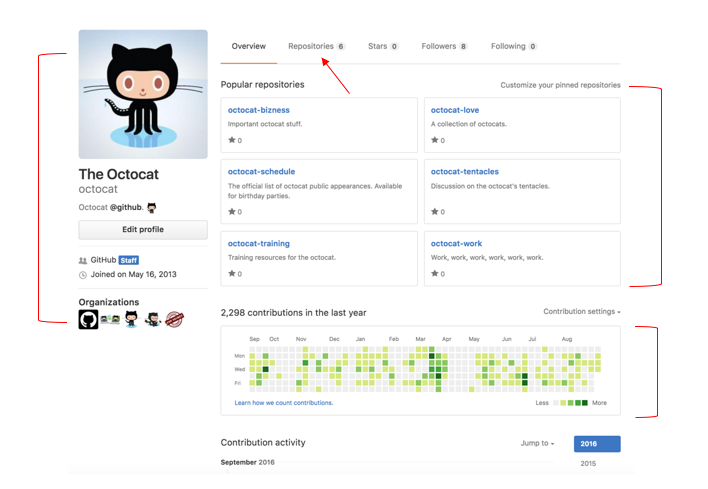 Overview Repositories 6 Stars 0 Followers 8 Following 0
The Octocat
octocat
Octocat @github.
Edit profile
GitHub Staff
Joined on May 16, 2013
Organizations
Popular repositories
Customize your pinned repositories
octocat-bizness
Important octocat stuff.
0
octocat-love
A collection of octocats.
0
octocat-schedule
The official list of octocat public appearances. Available
for birthday parties.
0
octocat-tentacles
Discussion on the octocat's tentacles.
0
octocat-training
Training resources for the octocat.
0
octocat-work
Work, work, work, work, work, work.
0
2,298 contributions in the last year
Contribution settings
Sep Oct Nov Dec Jan Feb Mar Apr May Jun Jul Aug
Mon
Wed
Fri
Learn how we count contributions.
Less More
Contribution activity
Jump to
2016
September 2016
2015